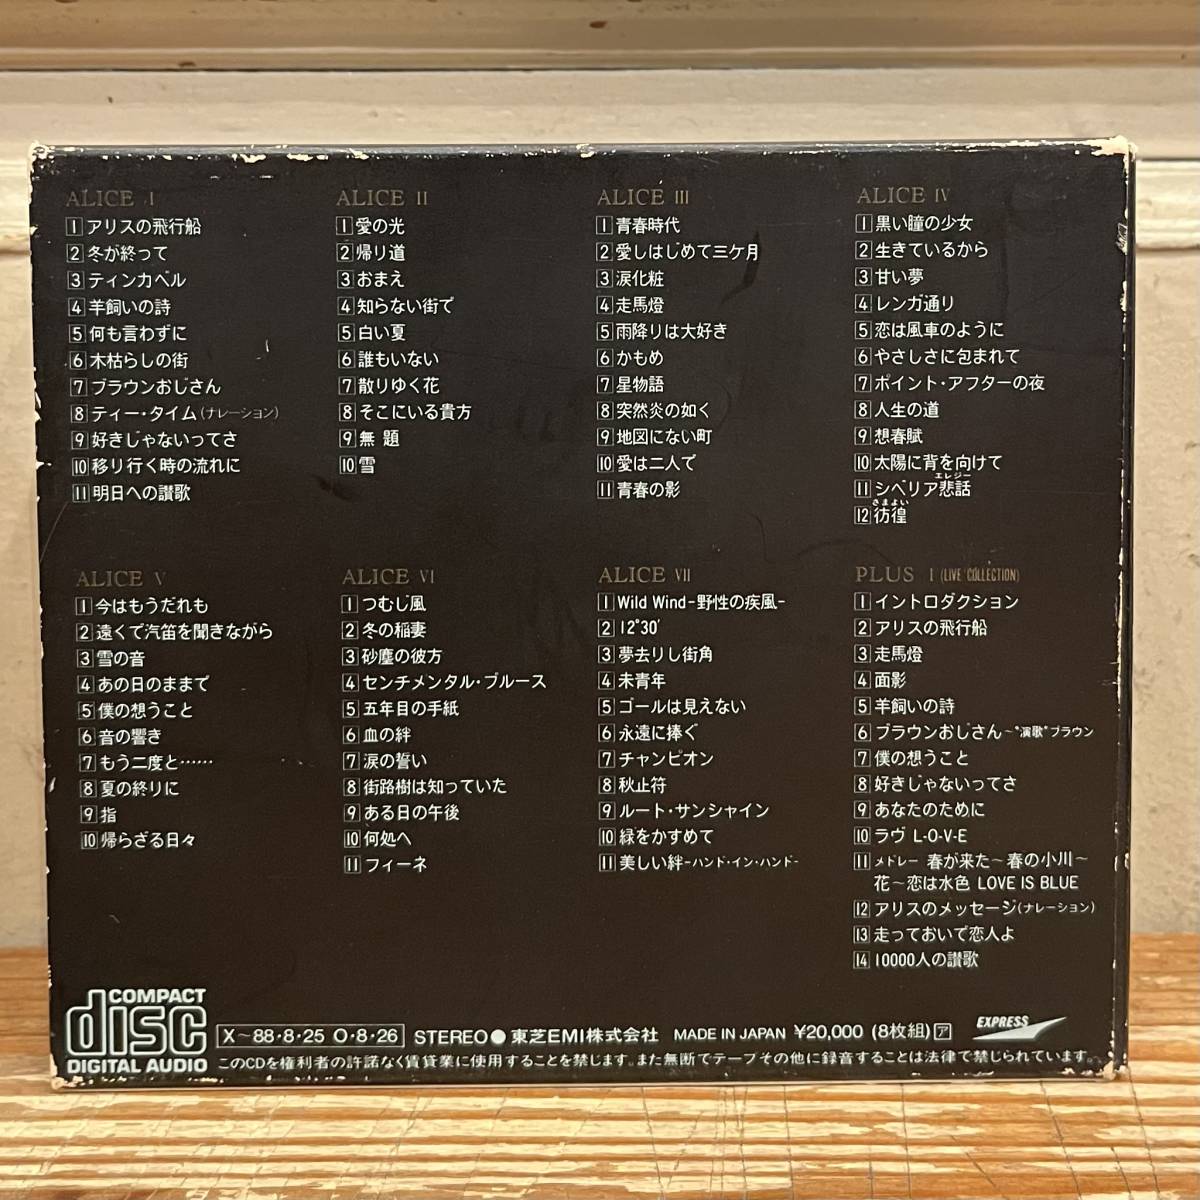 ALICE I
1 アリスの飛行船
2 冬が終って
3 ティンカベル
4 羊飼いの詩
5 何も言わずに
6 木枯らしの街
7 ブラウンおじさん
8 ティー・タイム(ナレーション)
9 好きじゃないってさ
10 移り行く時の流れに
11 明日への讃歌
ALICE II
1 愛の光
2 帰り道
3 おまえ
4 知らない街で
5 白い夏
6 誰もいない
7 散りゆく花
8 そこにいる貴方
9 無題
10 雪
ALICE III
1 青春時代
2 愛しはじめて三ケ月
3 涙化粧
4 走馬燈
5 雨降りは大好き
6 かもめ
7 星物語
8 突然炎の如く
9 地図にない町
10 愛は二人で
11 青春の影
ALICE IV
1 黒い瞳の少女
2 生きているから
3 甘い夢
4 レンガ通り
5 恋は風車のように
6 やさしさに包まれて
7 ポイント・アフターの夜
8 人生の道
9 想春賦
10 太陽に背を向けて
エレジー
11 シベリア悲話
さまよい
12 彷徨
ALICE V
1 今はもうだれも
2 遠くで汽笛を聞きながら
3 雪の音
4 あの日のままで
5 僕の想うこと
6 音の響き
7 もう二度と……
8 夏の終りに
9 指
10 帰らざる日々
ALICE VI
1 つむじ風
2 冬の稲妻
3 砂塵の彼方
4 センチメンタル・ブルース
5 五年目の手紙
6 血の絆
7 涙の誓い
8 街路樹は知っていた
9 ある日の午後
10 何処へ
11 フィーネ
ALICE VII
1 Wild Wind-野性の疾風-
2 12°30′
3 夢去りし街角
4 未青年
5 ゴールは見えない
6 永遠に捧ぐ
7 チャンピオン
8 秋止符
9 ルート・サンシャイン
10 緑をかすめて
11 美しい絆-ハンド・イン・ハンド-
PLUS I (LIVE COLLECTION)
1 イントロダクション
2 アリスの飛行船
3 走馬燈
4 面影
5 羊飼いの詩
6 ブラウンおじさん~"演歌"ブラウン
7 僕の想うこと
8 好きじゃないってさ
9 あなたのために
10 ラヴ L-O-V-E
11 メドレー 春が来た~春の小川~
花~恋は水色 LOVE IS BLUE
12 アリスのメッセージ(ナレーション)
13 走っておいで恋人よ
14 10000人の讃歌
COMPACT
disc
DIGITAL AUDIO
X~88・8・25 O・8・26 STEREO● 東芝EMI株式会社 MADE IN JAPAN ¥20,000 (8枚組) ア
EXPRESS
このCDを権利者の許諾なく賃貸業に使用することを禁じます。また無断でテープその他に録音することは法律で禁じられています。